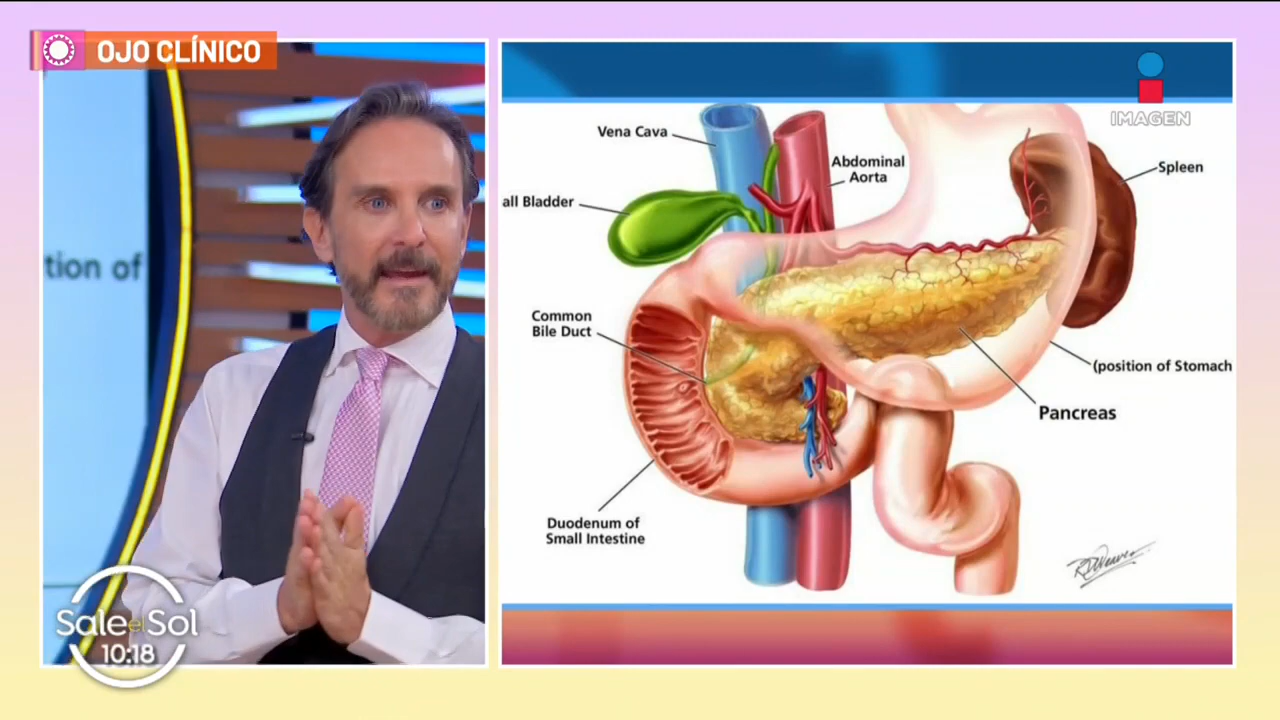 OJO CLÍNICO
tion of
Sale el Sol
10:18
IMAGEN
Vena Cava
Abdominal
Aorta
Spleen
all Bladder
Common
Bile Duct
(position of Stomach
Pancreas
Duodenum of
Small Intestine